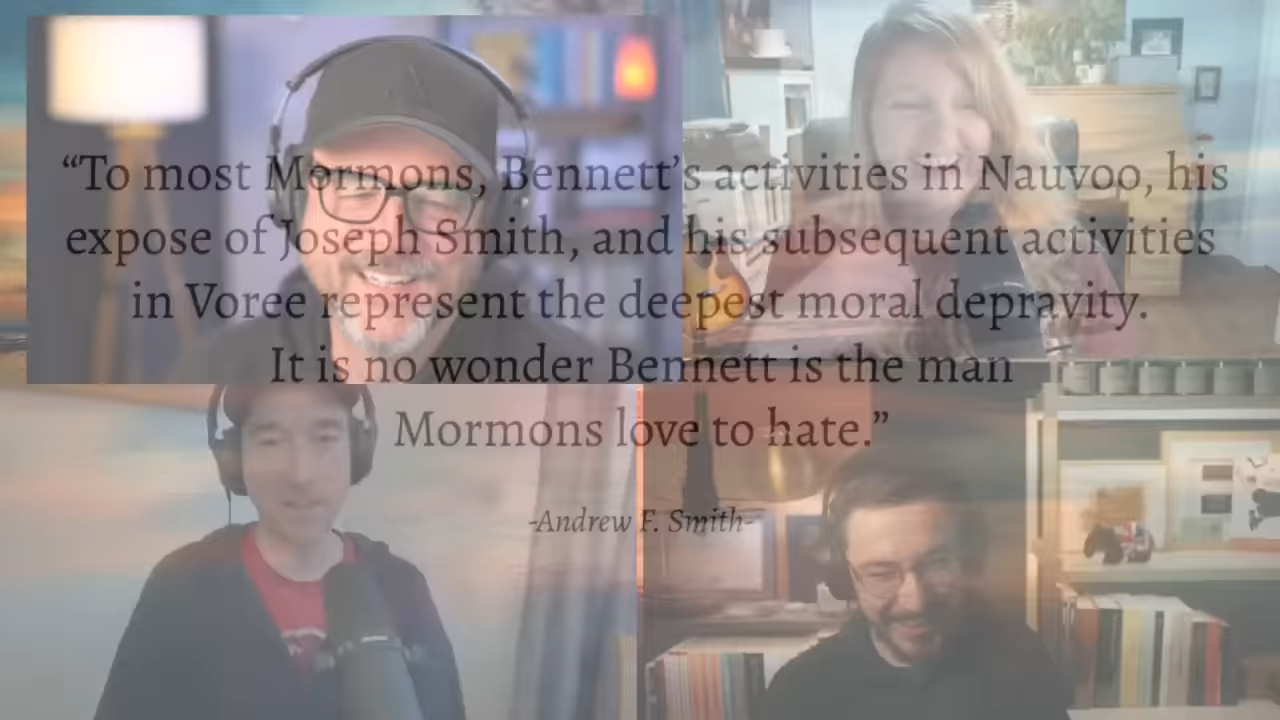 “To most Mormons, Bennett’s activities in Nauvoo, his
expose of Joseph Smith, and his subsequent activities
in Voree represent the deepest moral depravity.
It is no wonder Bennett is the man
Mormons love to hate.”
-Andrew F. Smith-